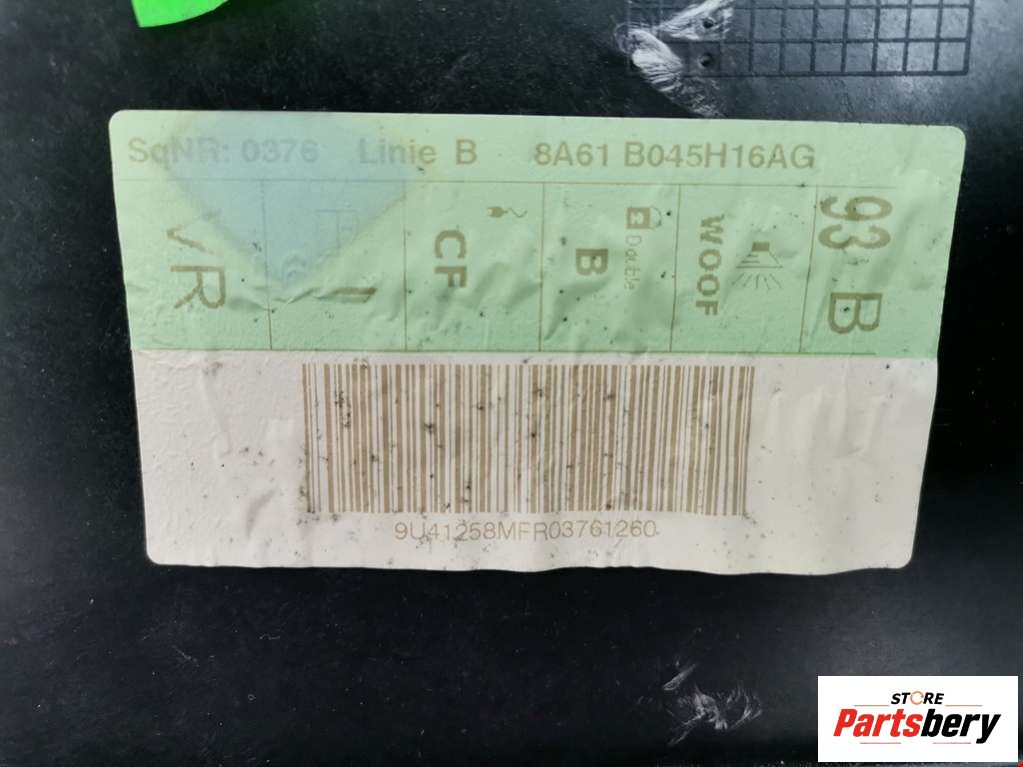 SqNR: 0376 Linie B 8A61 B045H16AG
VR
CF
B
Double
WOOF
93 B
9U41258MFR03761260
STORE
Partsbery